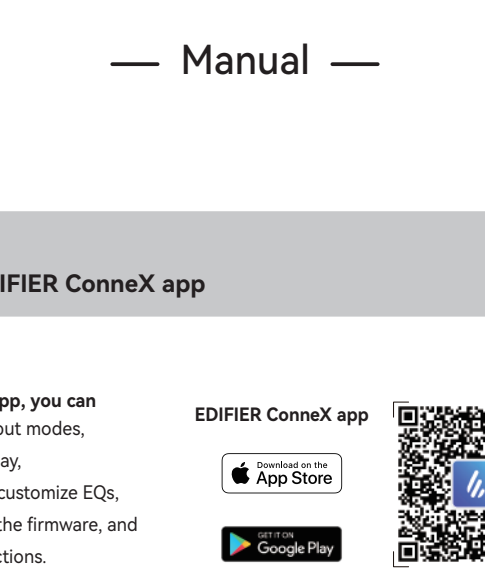 Manual
IFIER ConneX app
pp, you can
out modes,
ay,
customize EQs,
the firmware, and
ctions.
EDIFIER ConneX app
Download on the
App Store
GET IT ON
Google Play